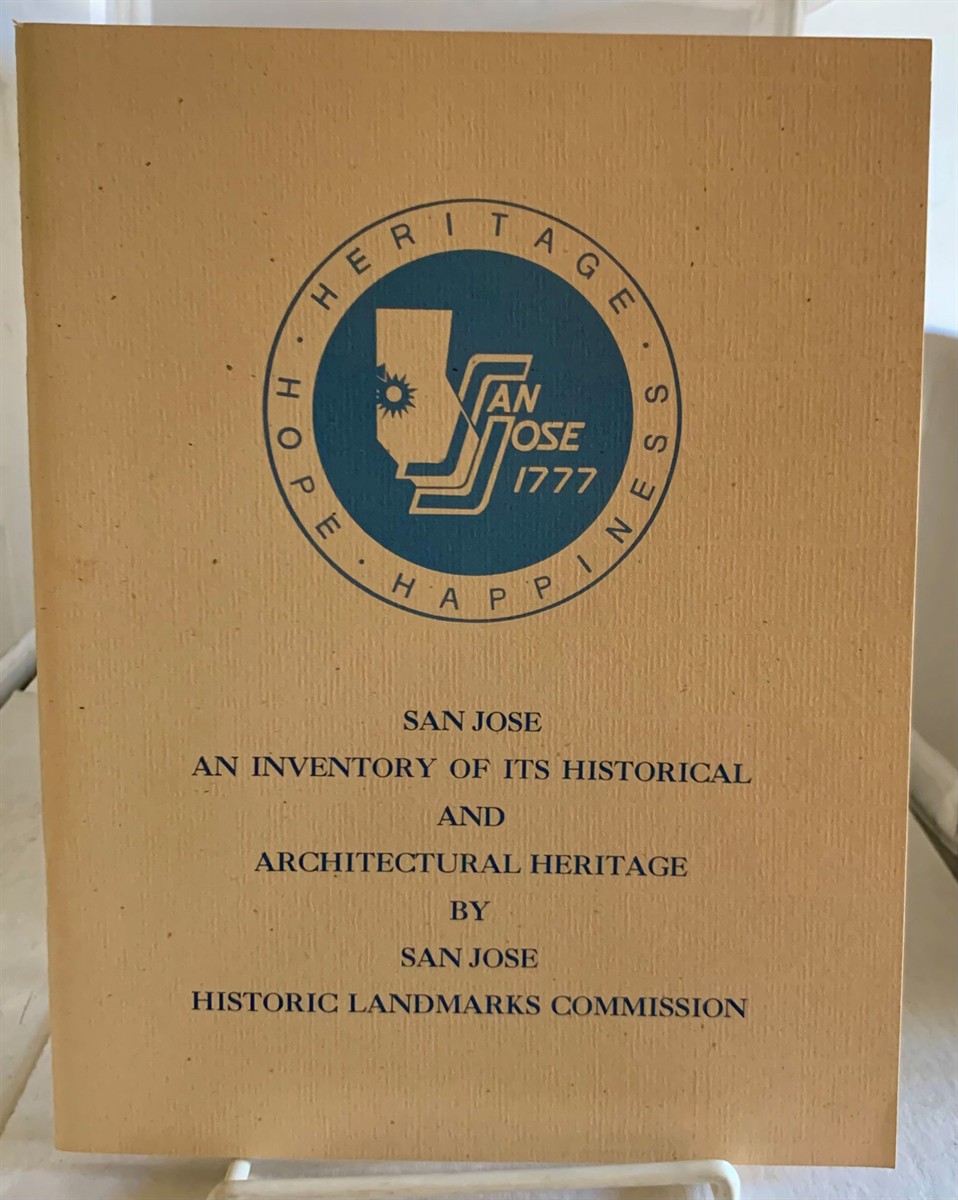 HOPE · HERITAGE · HAPPINESS ·
SAN
JOSE
1777
SAN JOSE
AN INVENTORY OF ITS HISTORICAL
AND
ARCHITECTURAL HERITAGE
BY
SAN JOSE
HISTORIC LANDMARKS COMMISSION